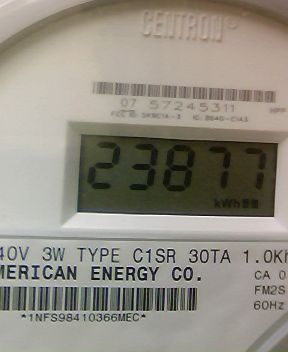 CENTRON
07 57245311
23877
kWh
40V 3W TYPE C1SR 30TA 1.0Kh
MERICAN ENERGY CO.
CA 0
FM2S
60Hz
*1NFS98410366MEC*